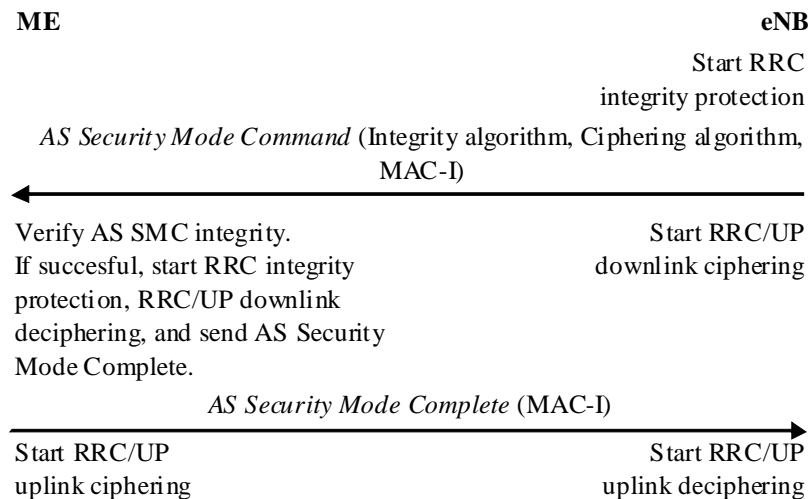 ME eNB
Start RRC
integrity protection
AS Security Mode Command (Integrity algorithm, Ciphering algorithm,
MAC-I)
Verify AS SMC integrity.
If succesful, start RRC integrity
protection, RRC/UP downlink
deciphering, and send AS Security
Mode Complete.
Start RRC/UP
downlink ciphering
AS Security Mode Complete (MAC-I)
Start RRC/UP
uplink ciphering
Start RRC/UP
uplink deciphering